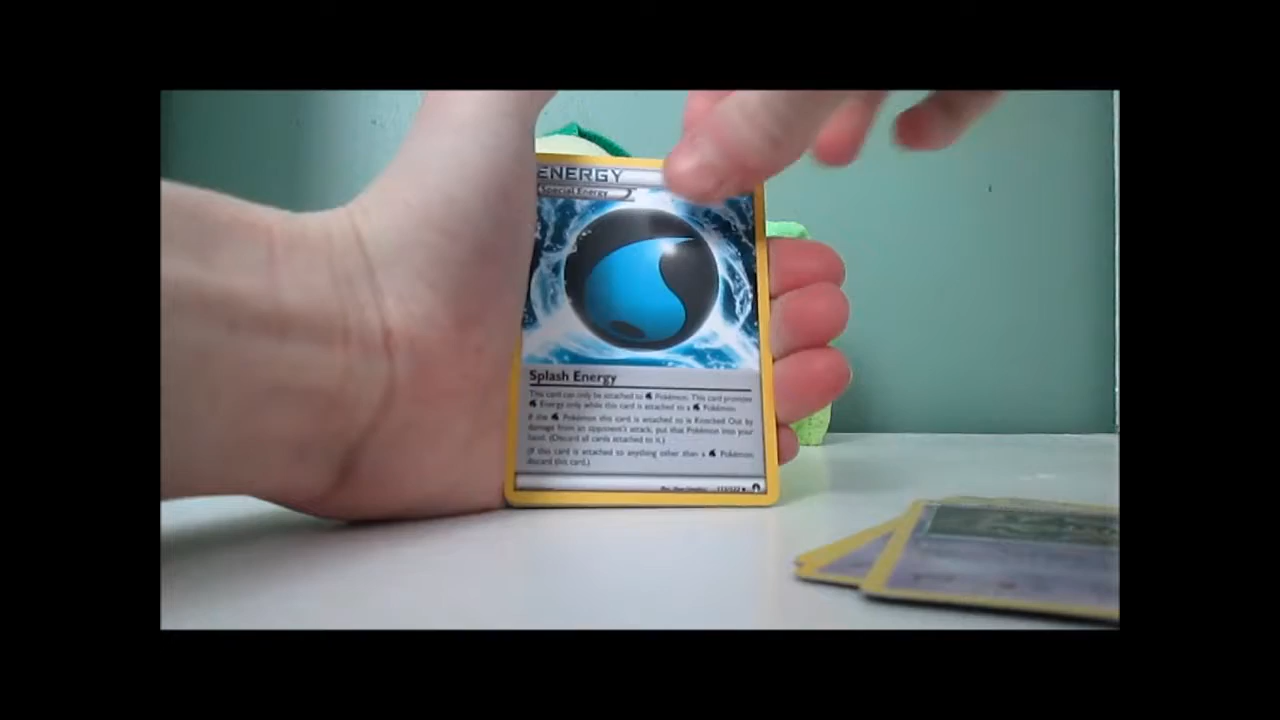 ENERGY
Special Energy
Splash Energy
This card can only be attached to Pokémon. This card provides
Energy only while this card is attached to a Pokémon.
If the Pokémon this card is attached to is Knocked Out by
damage from an opponent's attack, put that Pokémon into your
hand. (Discard all cards attached to it.)
(If this card is attached to anything other than a Pokémon
discard this card.)